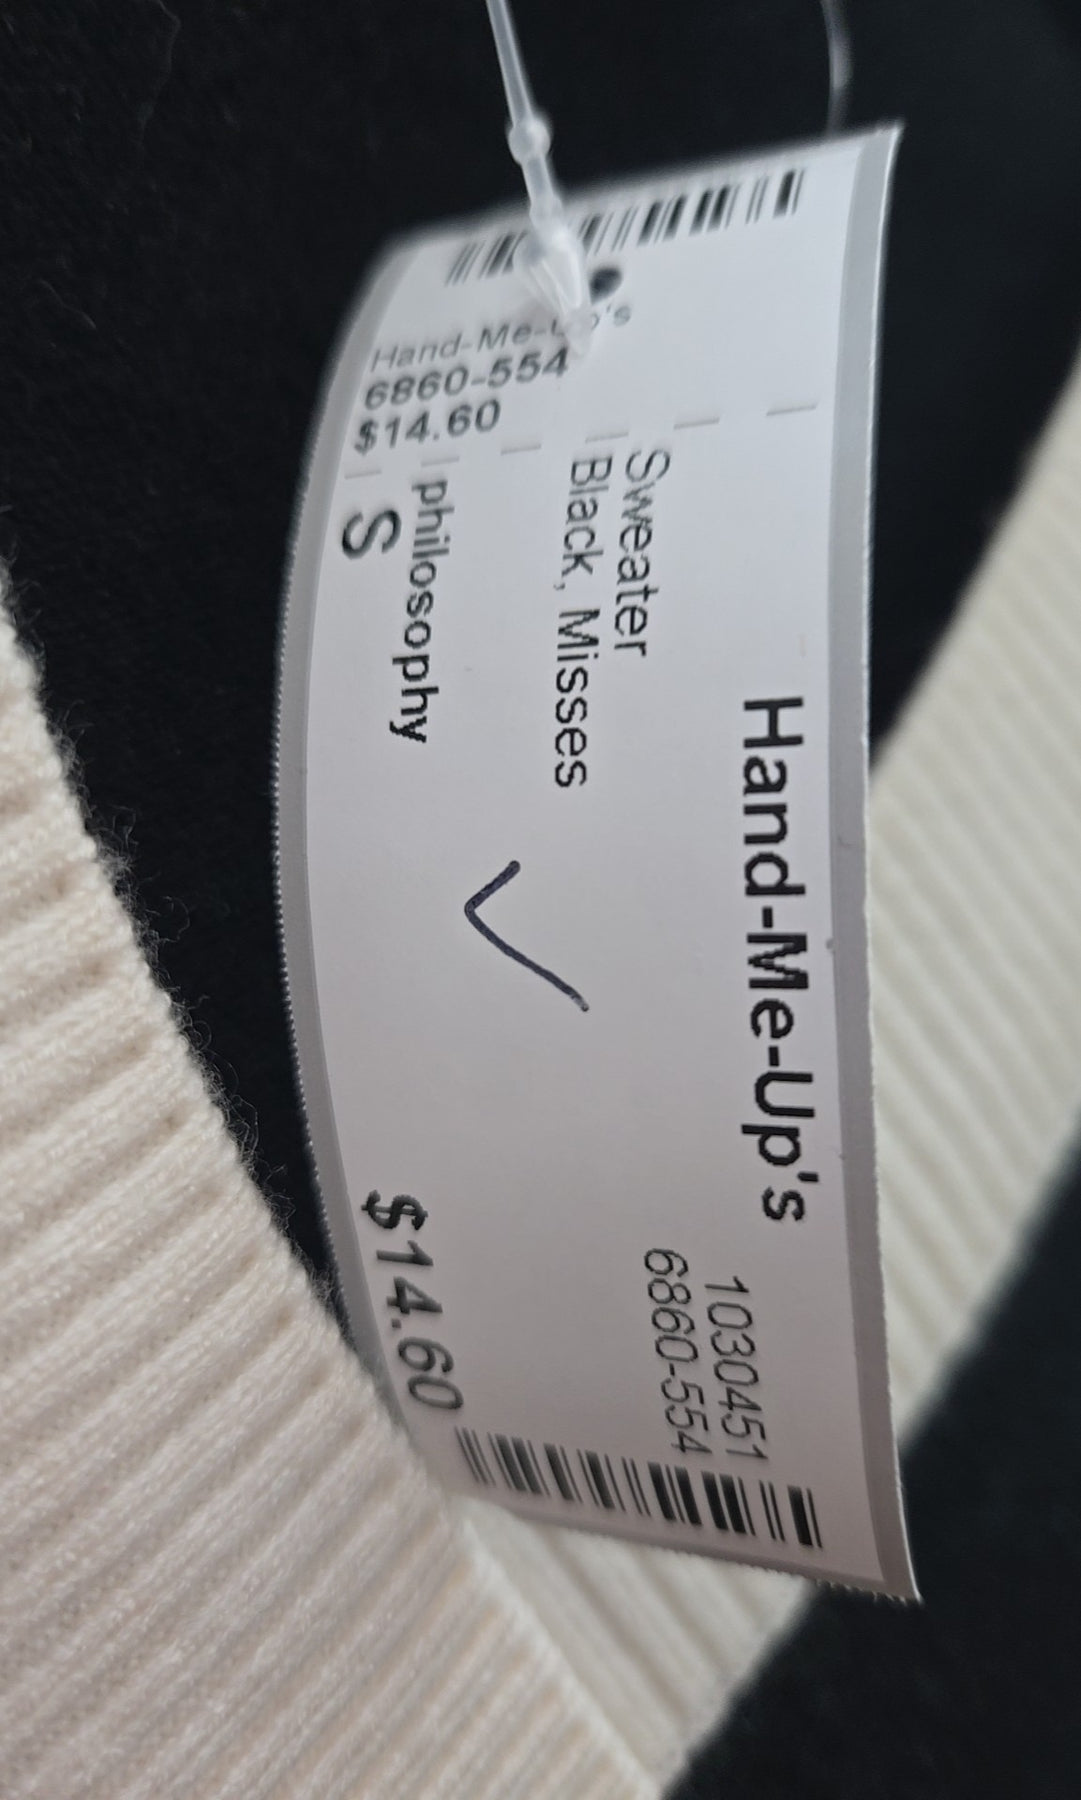 Hand-Me-Up's
6860-554
$14.60
Hand-Me-Up's
1030451
6860-554
Sweater
Black, Misses
philosophy
S
$14.60